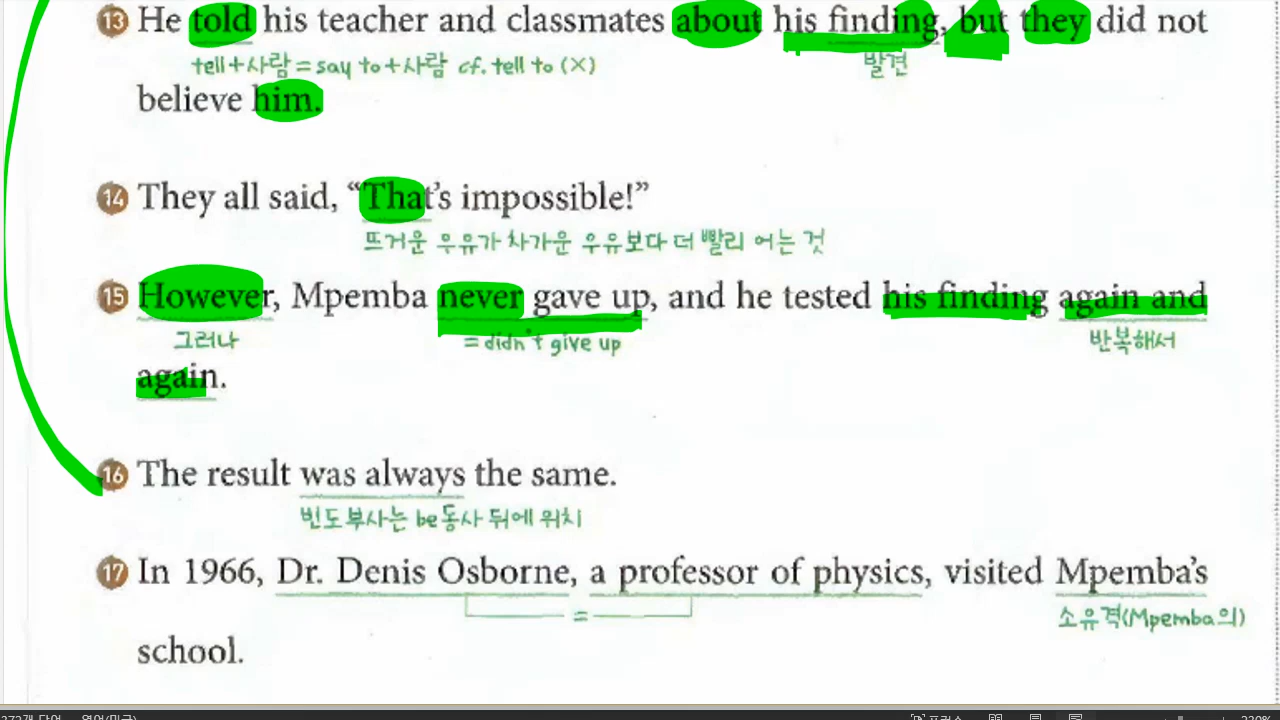 13 He told his teacher and classmates about his finding, but they did not
tell+사람 = say to+사람 cf. tell to (×) 발견
believe him.
14 They all said, “That’s impossible!”
뜨거운 우유가 차가운 우유보다 더 빨리 어는 것
15 However, Mpemba never gave up, and he tested his finding again and
그러나 = didn't give up 반복해서
again.
16 The result was always the same.
빈도부사는 be동사 뒤에 위치
17 In 1966, Dr. Denis Osborne, a professor of physics, visited Mpemba’s
= 소유격(Mpemba의)
school.